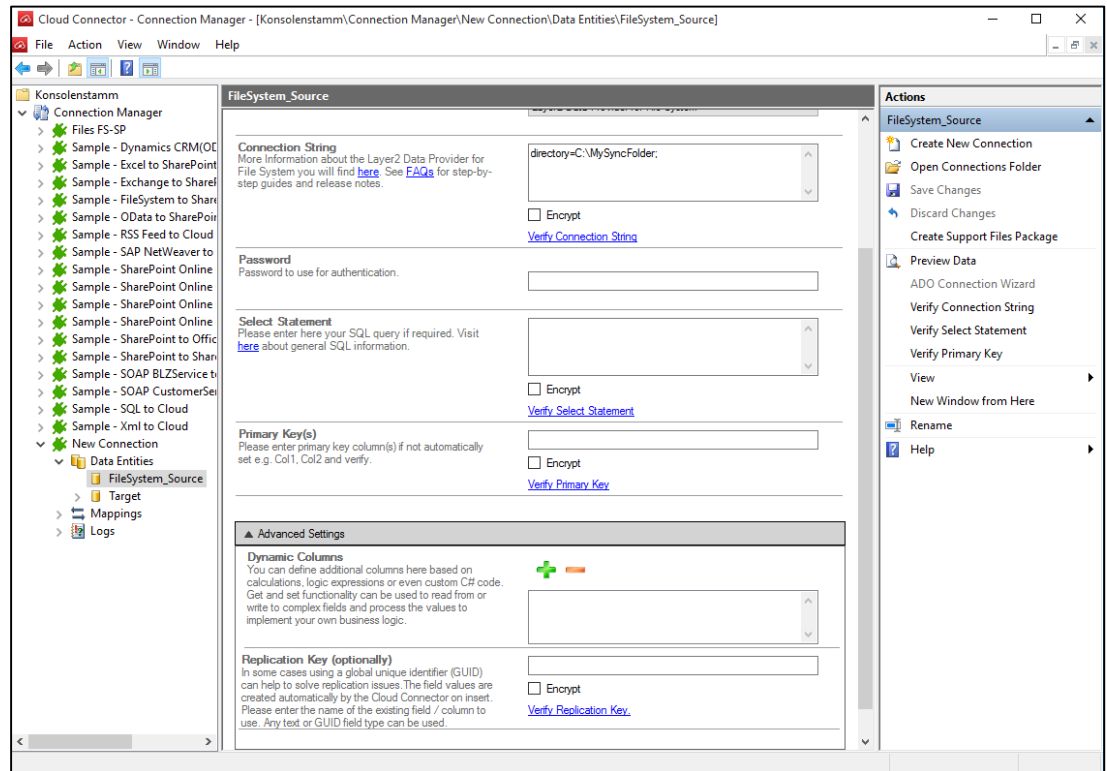 Cloud Connector - Connection Manager - [Konsolenstamm\Connection Manager\New Connection\Data Entities\FileSystem_Source]
File Action View Window Help
Konsolenstamm
Connection Manager
Files FS-SP
Sample - Dynamics CRM(OD
Sample - Excel to SharePoint
Sample - Exchange to ShareP
Sample - FileSystem to Share
Sample - OData to SharePoin
Sample - RSS Feed to Cloud
Sample - SAP NetWeaver to
Sample - SharePoint Online
Sample - SharePoint Online
Sample - SharePoint Online
Sample - SharePoint Online
Sample - SharePoint to Offic
Sample - SharePoint to Share
Sample - SOAP BLZService to
Sample - SOAP CustomerSer
Sample - SQL to Cloud
Sample - Xml to Cloud
New Connection
Data Entities
FileSystem_Source
Target
Mappings
Logs
FileSystem_Source
Connection String
More Information about the Layer2 Data Provider for
File System you will find here. See FAQs for step-by-
step guides and release notes.
directory=C:\MySyncFolder;
Encrypt
Verify Connection String
Password
Password to use for authentication.
Select Statement
Please enter here your SQL query if required. Visit
here about general SQL information.
Encrypt
Verify Select Statement
Primary Key(s)
Please enter primary key column(s) if not automatically
set e.g. Col1, Col2 and verify.
Encrypt
Verify Primary Key
Advanced Settings
Dynamic Columns
You can define additional columns here based on
calculations, logic expressions or even custom C# code.
Get and set functionality can be used to read from or
write to complex fields and process the values to
implement your own business logic.
Replication Key (optionally)
In some cases using a global unique identifier (GUID)
can help to solve replication issues.The field values are
created automatically by the Cloud Connector on insert.
Please enter the name of the existing field / column to
use. Any text or GUID field type can be used.
Encrypt
Verify Replication Key.
Actions
FileSystem_Source
Create New Connection
Open Connections Folder
Save Changes
Discard Changes
Create Support Files Package
Preview Data
ADO Connection Wizard
Verify Connection String
Verify Select Statement
Verify Primary Key
View
New Window from Here
Rename
Help